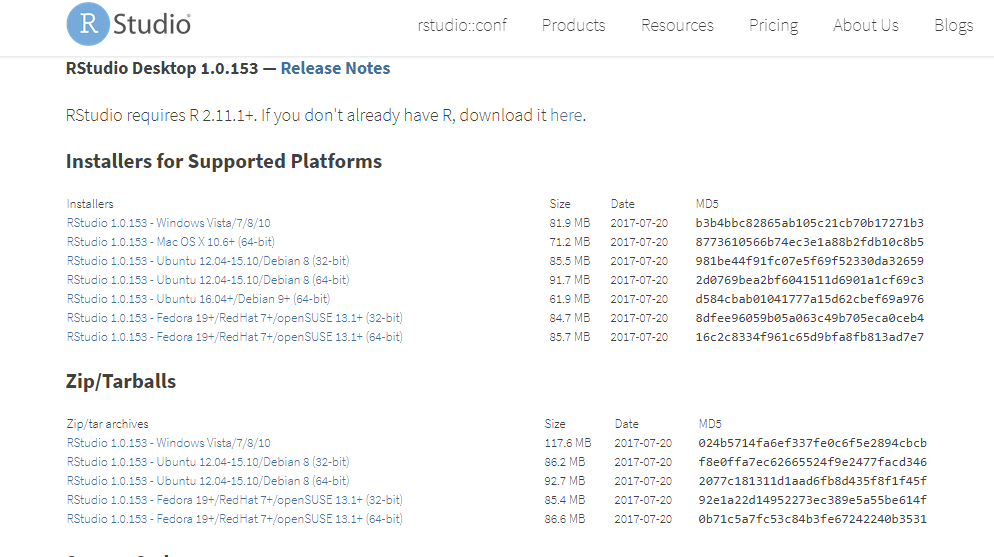 R Studio®
rstudio::conf Products Resources Pricing About Us Blogs
RStudio Desktop 1.0.153 — Release Notes
RStudio requires R 2.11.1+. If you don't already have R, download it here.
Installers for Supported Platforms
Installers Size Date MD5
RStudio 1.0.153 - Windows Vista/7/8/10 81.9 MB 2017-07-20 b3b4bbc82865ab105c21cb70b17271b3
RStudio 1.0.153 - Mac OS X 10.6+ (64-bit) 71.2 MB 2017-07-20 8773610566b74ec3e1a88b2fdb10c8b5
RStudio 1.0.153 - Ubuntu 12.04-15.10/Debian 8 (32-bit) 85.5 MB 2017-07-20 981be44f91fc07e5f69f52330da32659
RStudio 1.0.153 - Ubuntu 12.04-15.10/Debian 8 (64-bit) 91.7 MB 2017-07-20 2d0769bea2bf6041511d6901a1cf69c3
RStudio 1.0.153 - Ubuntu 16.04+/Debian 9+ (64-bit) 61.9 MB 2017-07-20 d584cbab01041777a15d62cbef69a976
RStudio 1.0.153 - Fedora 19+/RedHat 7+/openSUSE 13.1+ (32-bit) 84.7 MB 2017-07-20 8dfee96059b05a063c49b705eca0ceb4
RStudio 1.0.153 - Fedora 19+/RedHat 7+/openSUSE 13.1+ (64-bit) 85.7 MB 2017-07-20 16c2c8334f961c65d9bfa8fb813ad7e7
Zip/Tarballs
Zip/tar archives Size Date MD5
RStudio 1.0.153 - Windows Vista/7/8/10 117.6 MB 2017-07-20 024b5714fa6ef337fe0c6f5e2894cbcb
RStudio 1.0.153 - Ubuntu 12.04-15.10/Debian 8 (32-bit) 86.2 MB 2017-07-20 f8e0ffa7ec62665524f9e2477facd346
RStudio 1.0.153 - Ubuntu 12.04-15.10/Debian 8 (64-bit) 92.7 MB 2017-07-20 2077c181311d1aad6fb8d435f8f1f45f
RStudio 1.0.153 - Fedora 19+/RedHat 7+/openSUSE 13.1+ (32-bit) 85.4 MB 2017-07-20 92e1a22d14952273ec389e5a55be614f
RStudio 1.0.153 - Fedora 19+/RedHat 7+/openSUSE 13.1+ (64-bit) 86.6 MB 2017-07-20 0b71c5a7fc53c84b3fe67242240b3531